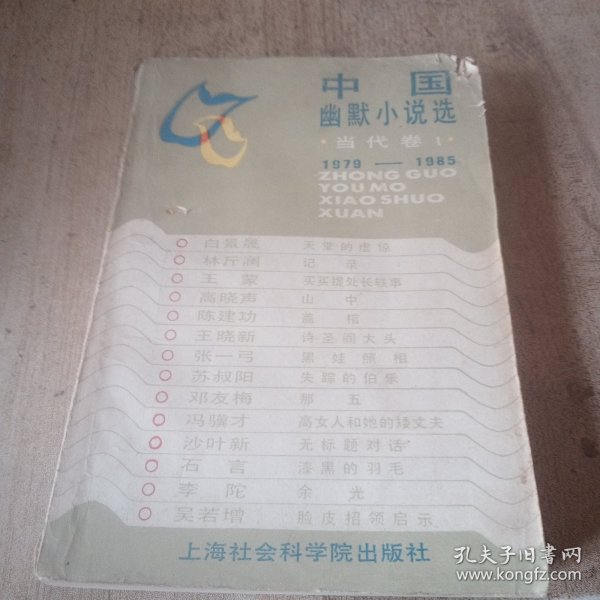 中国
幽默小说选
·当代卷1
1979 — 1985
ZHONG GUO
YOU MO
XIAO SHUO
XUAN
白景晟 天堂的虚惊
林斤澜 记录
王蒙 买买提处长轶事
高晓声 山中
陈建功 盖棺
王晓新 诗圣阎大头
张一弓 黑娃照相
苏叔阳 失踪的伯乐
邓友梅 那五
冯骥才 高女人和她的矮丈夫
沙叶新 无标题对话
石言 漆黑的羽毛
李陀 余光
吴若增 脸皮招领启示
上海社会科学院出版社
孔夫子旧书网
www.kongfz.com